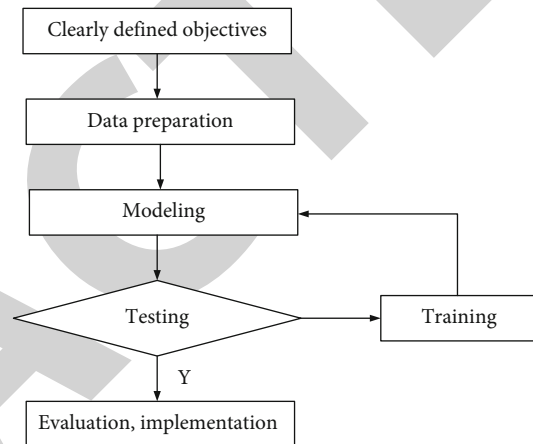 Clearly defined objectives
Data preparation
Modeling
Testing
Training
Y
Evaluation, implementation